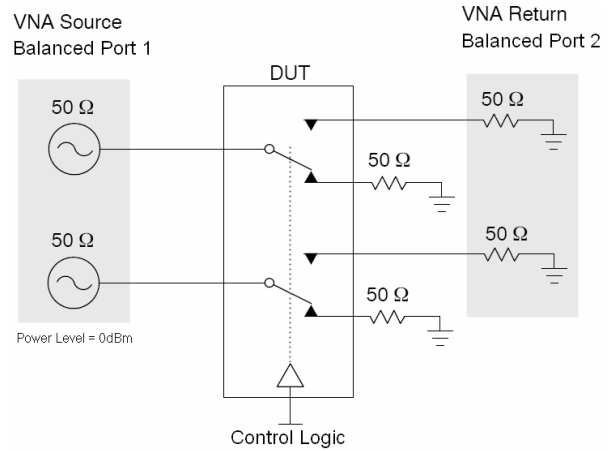 VNA Source
Balanced Port 1
VNA Return
Balanced Port 2
DUT
50 Ω
50 Ω
50 Ω
50 Ω
50 Ω
50 Ω
Power Level = 0dBm
Control Logic